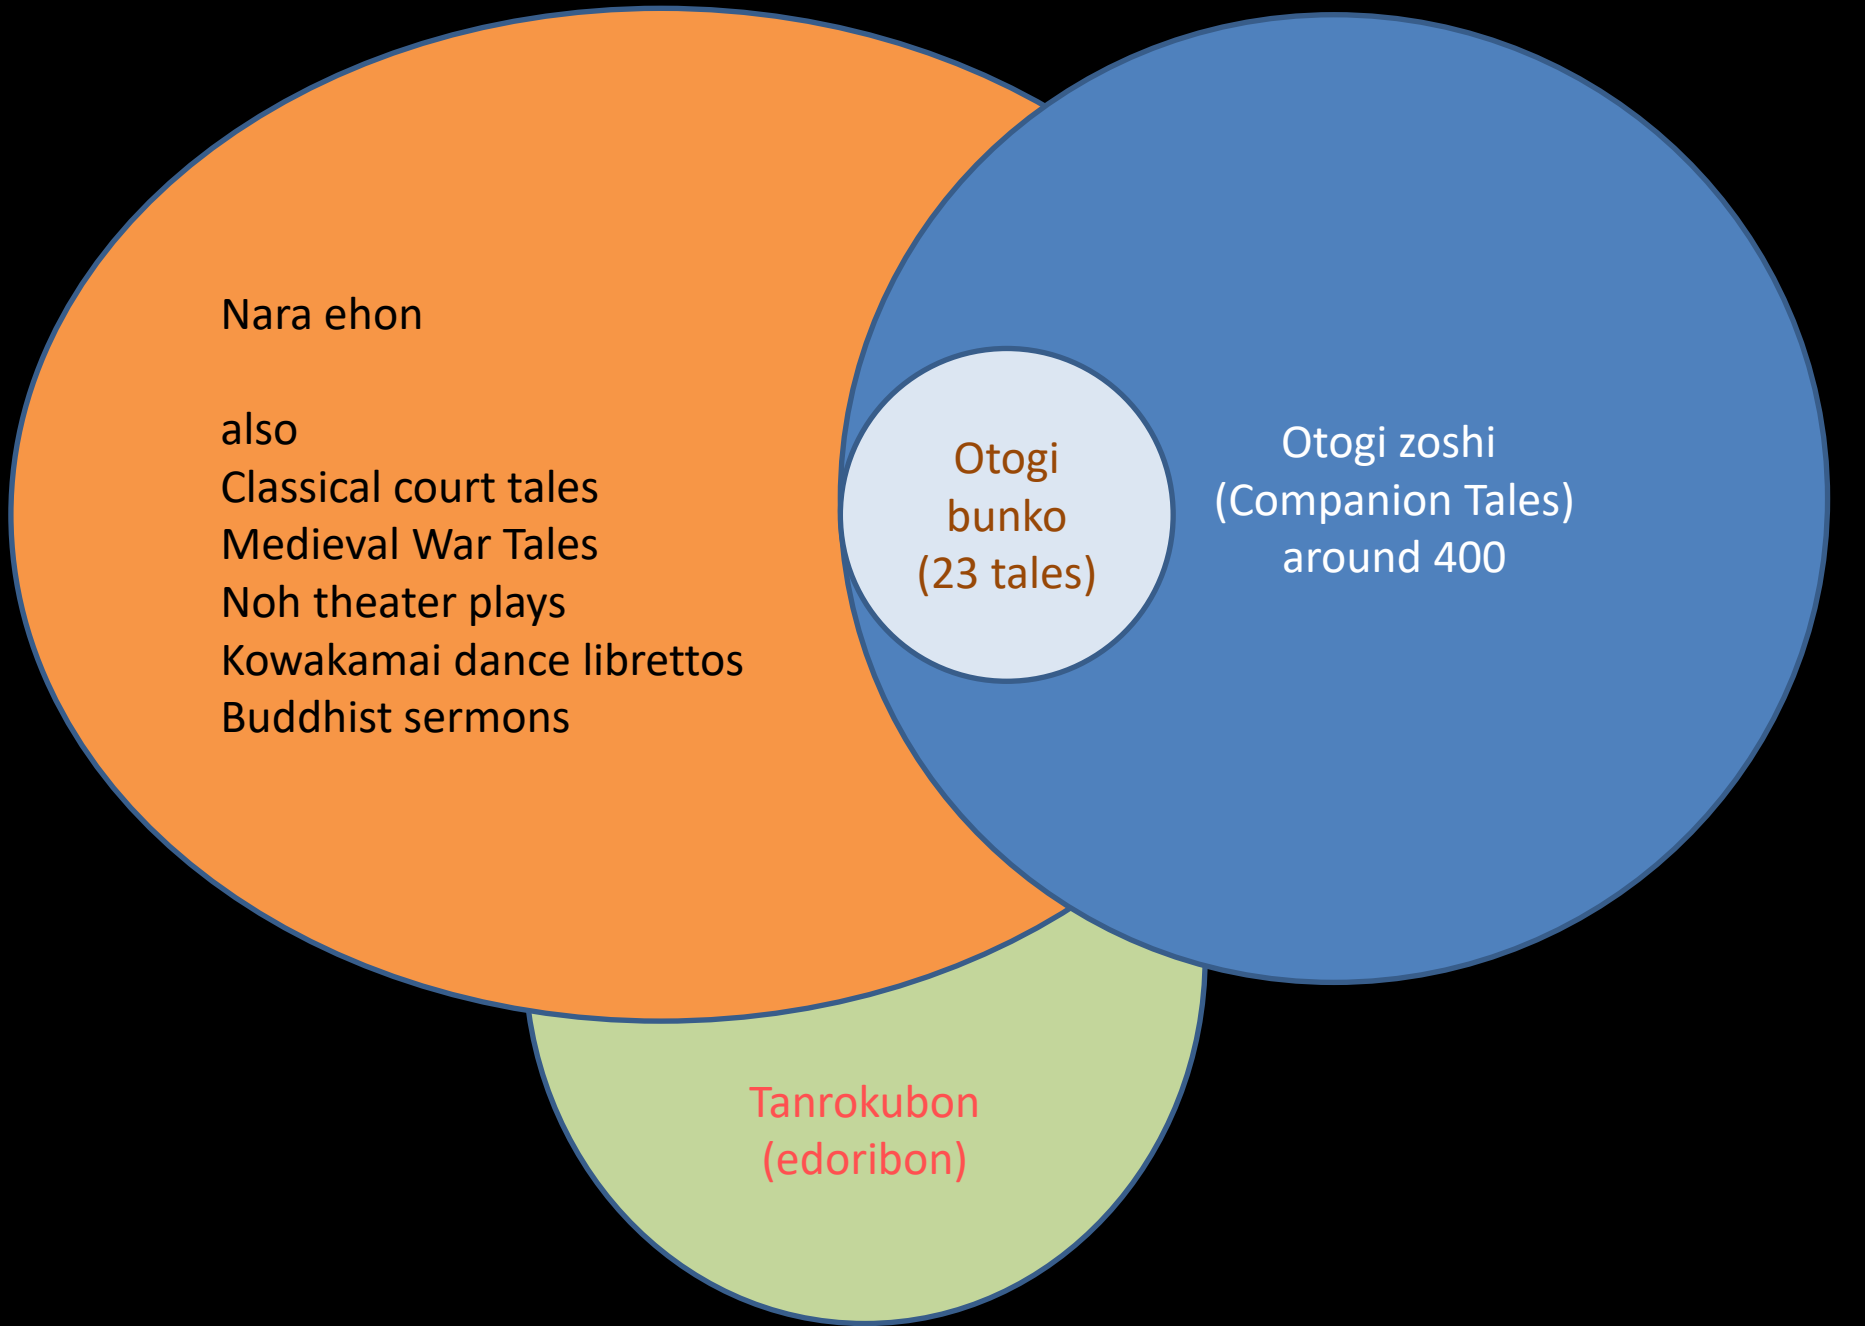 Nara ehon
also
Classical court tales
Medieval War Tales
Noh theater plays
Kowakamai dance librettos
Buddhist sermons
Otogi
bunko
(23 tales)
Otogi zoshi
(Companion Tales)
around 400
Tanrokubon
(edoribon)